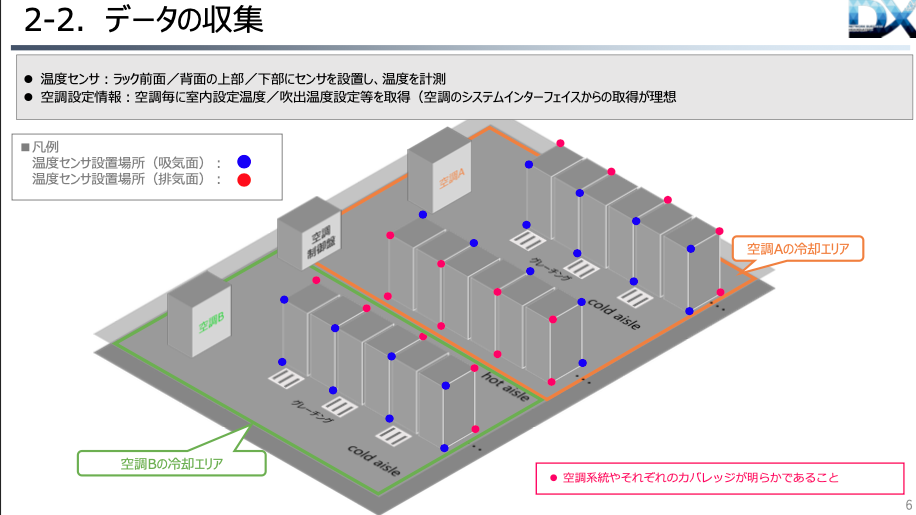 2-2．データの収集
DX
● 温度センサ：ラック前面／背面の上部／下部にセンサを設置し、温度を計測
● 空調設定情報：空調毎に室内設定温度／吹出温度設定等を取得（空調のシステムインターフェイスからの取得が理想
■凡例
温度センサ設置場所（吸気面）：
温度センサ設置場所（排気面）：
空調A
空調
制御盤
空調B
空調Aの冷却エリア
グレーチング
cold aisle
hot aisle
グレーチング
cold aisle
空調Bの冷却エリア
● 空調系統やそれぞれのカバレッジが明らかであること
6